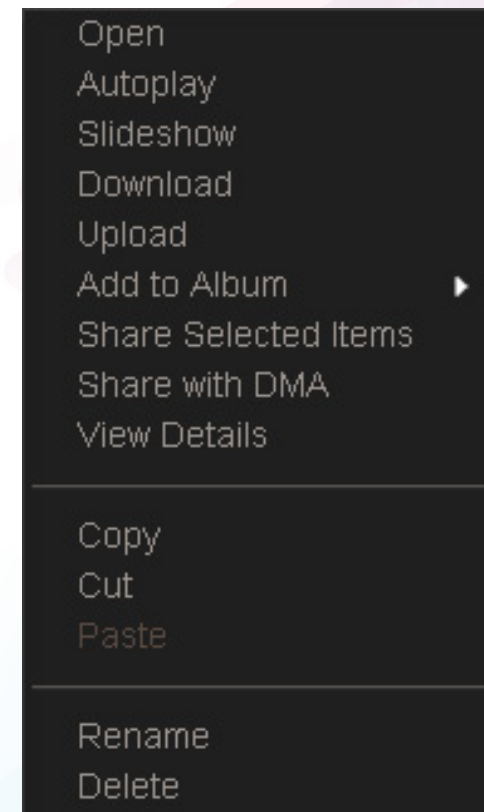 Open
Autoplay
Slideshow
Download
Upload
Add to Album
Share Selected Items
Share with DMA
View Details
Copy
Cut
Paste
Rename
Delete